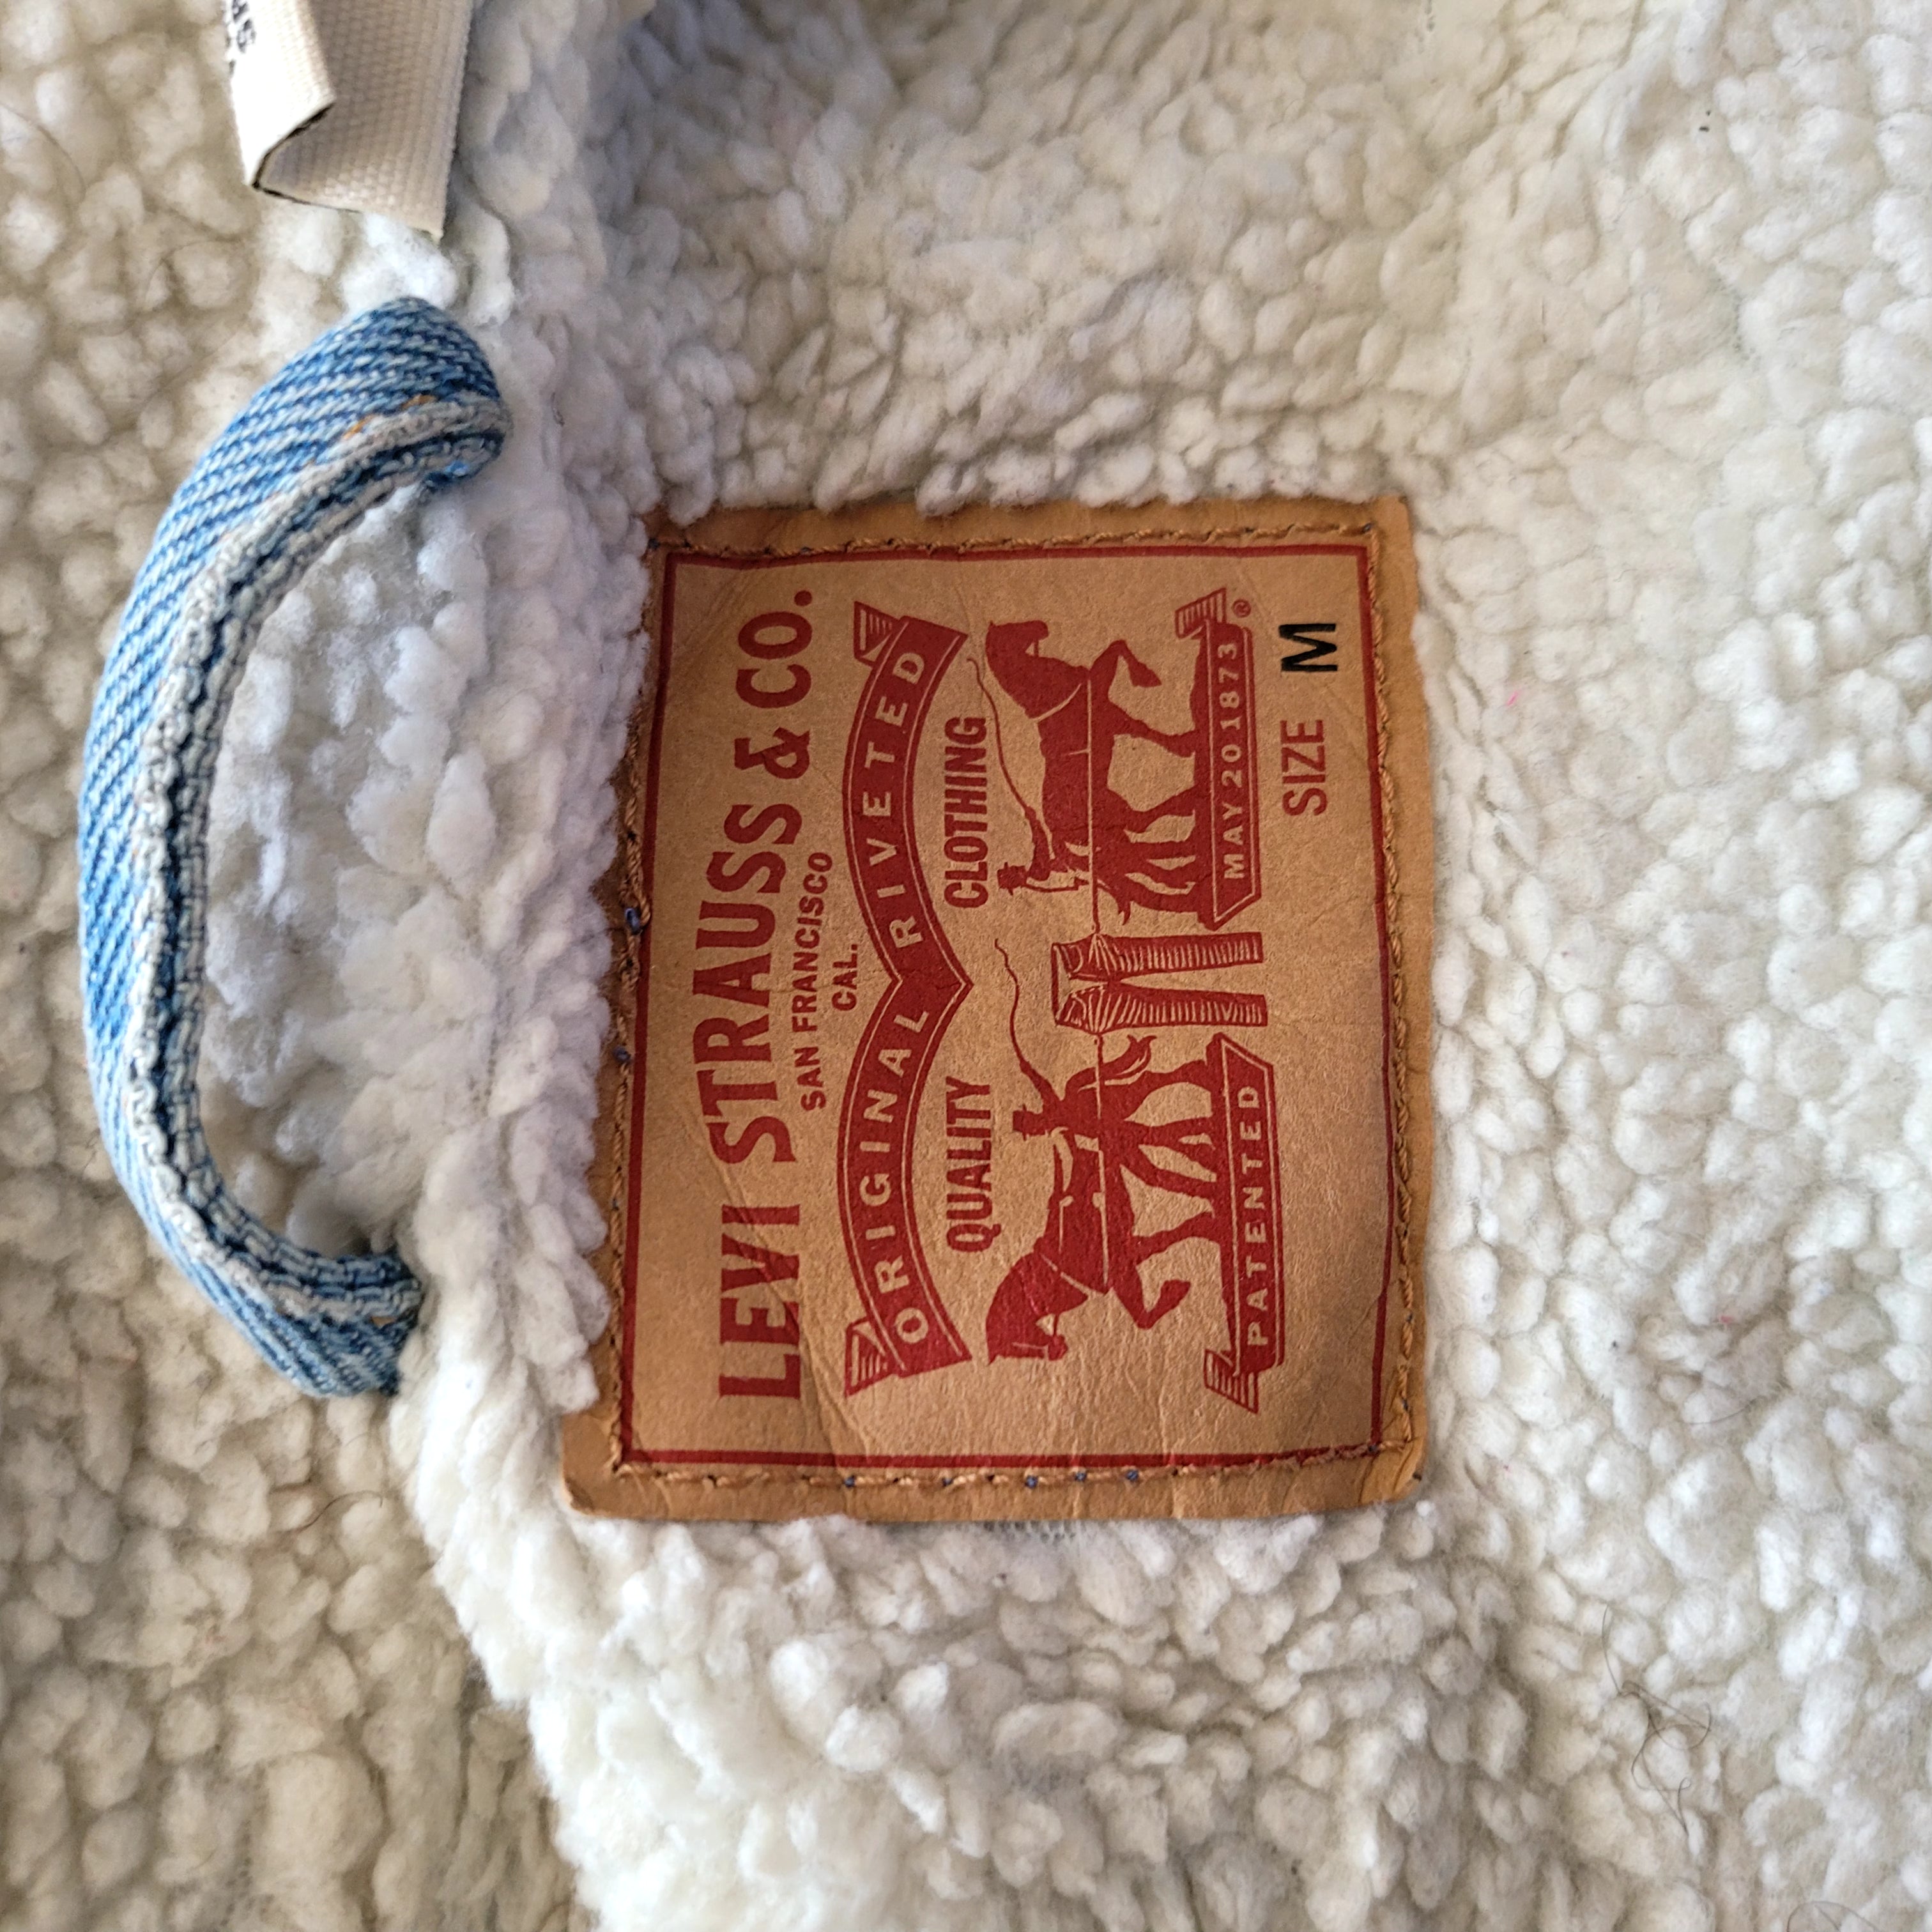 LEVI STRAUSS & CO.
SAN FRANCISCO
CAL..
ORIGINAL RIVETED
QUALITY CLOTHING
PATENTED MAY 20 1873 ®
SIZE M